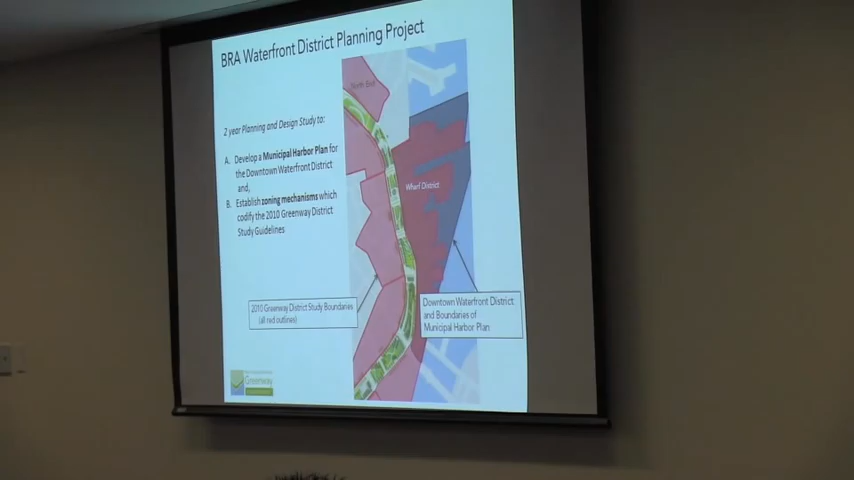 BRA Waterfront District Planning Project
North End
2 year Planning and Design Study to:
A. Develop a Municipal Harbor Plan for
the Downtown Waterfront District
and,
B. Establish zoning mechanisms which
codify the 2010 Greenway District
Study Guidelines
Wharf District
2010 Greenway District Study Boundaries
(all red outlines)
Downtown Waterfront District
and Boundaries of
Municipal Harbor Plan
Greenway